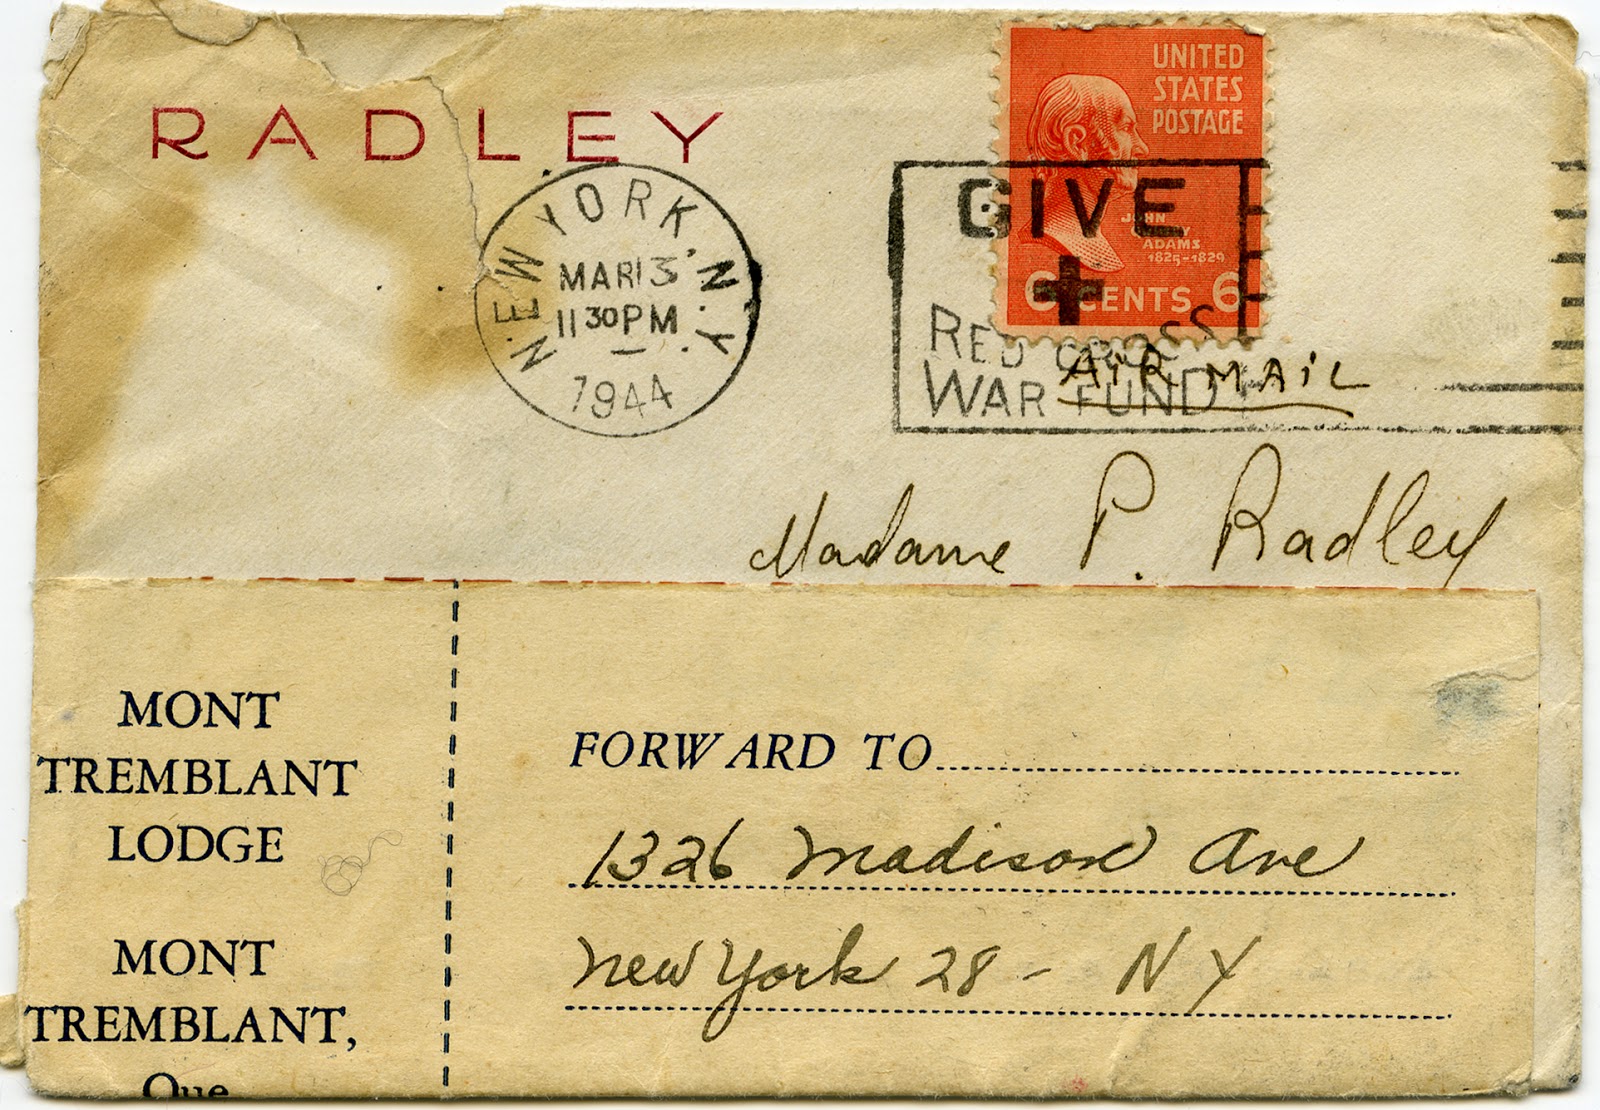 RADLEY
UNITED
STATES
POSTAGE
JOHN
ADAMS
1825-1829
6 CENTS 6
NEW YORK, N.Y.
MAR 13
11 30 PM
1944
GIVE
RED CROSS
WAR FUND
AIR MAIL
Madame P. Radley
MONT
TREMBLANT
LODGE
MONT
TREMBLANT,
Que
FORWARD TO
1326 Madison Ave
New York 28 - NY